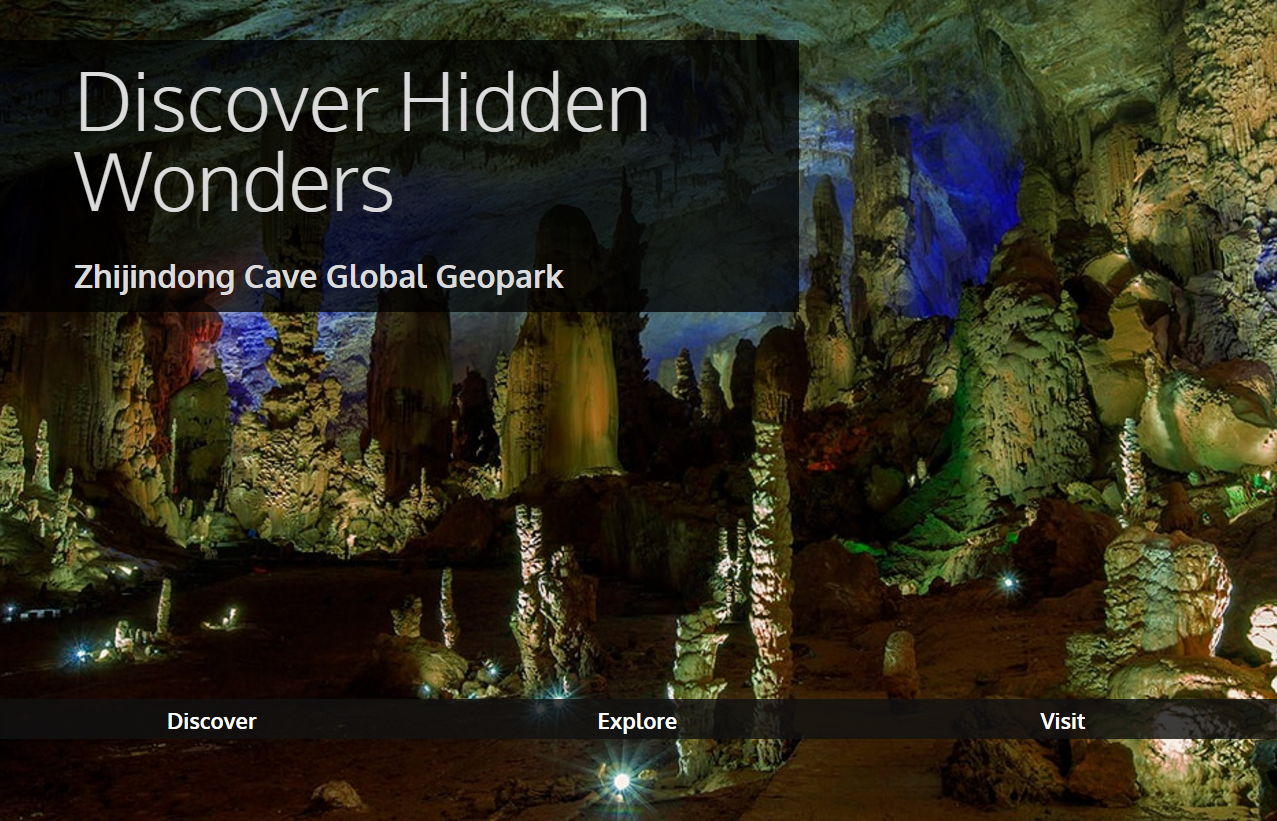 Discover Hidden
Wonders
Zhijindong Cave Global Geopark
Discover
Explore
Visit